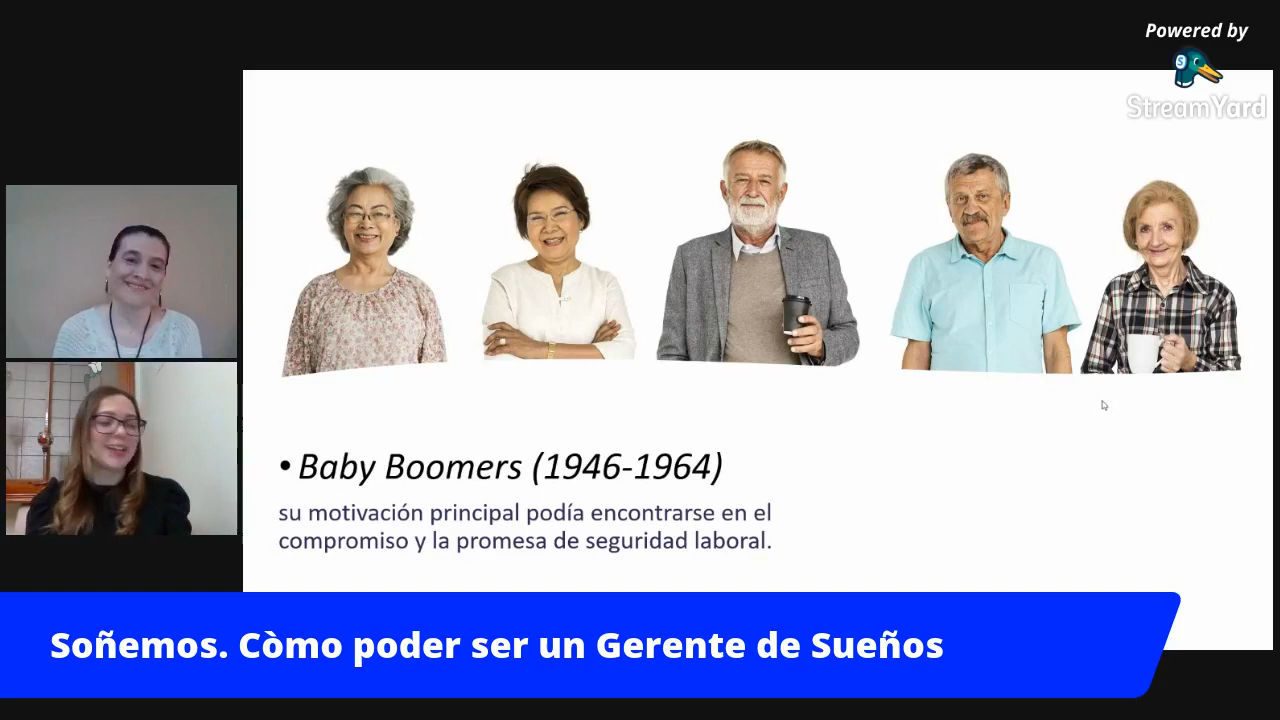 Powered by
StreamYard
• Baby Boomers (1946-1964)
su motivación principal podía encontrarse en el
compromiso y la promesa de seguridad laboral.
Soñemos. Còmo poder ser un Gerente de Sueños